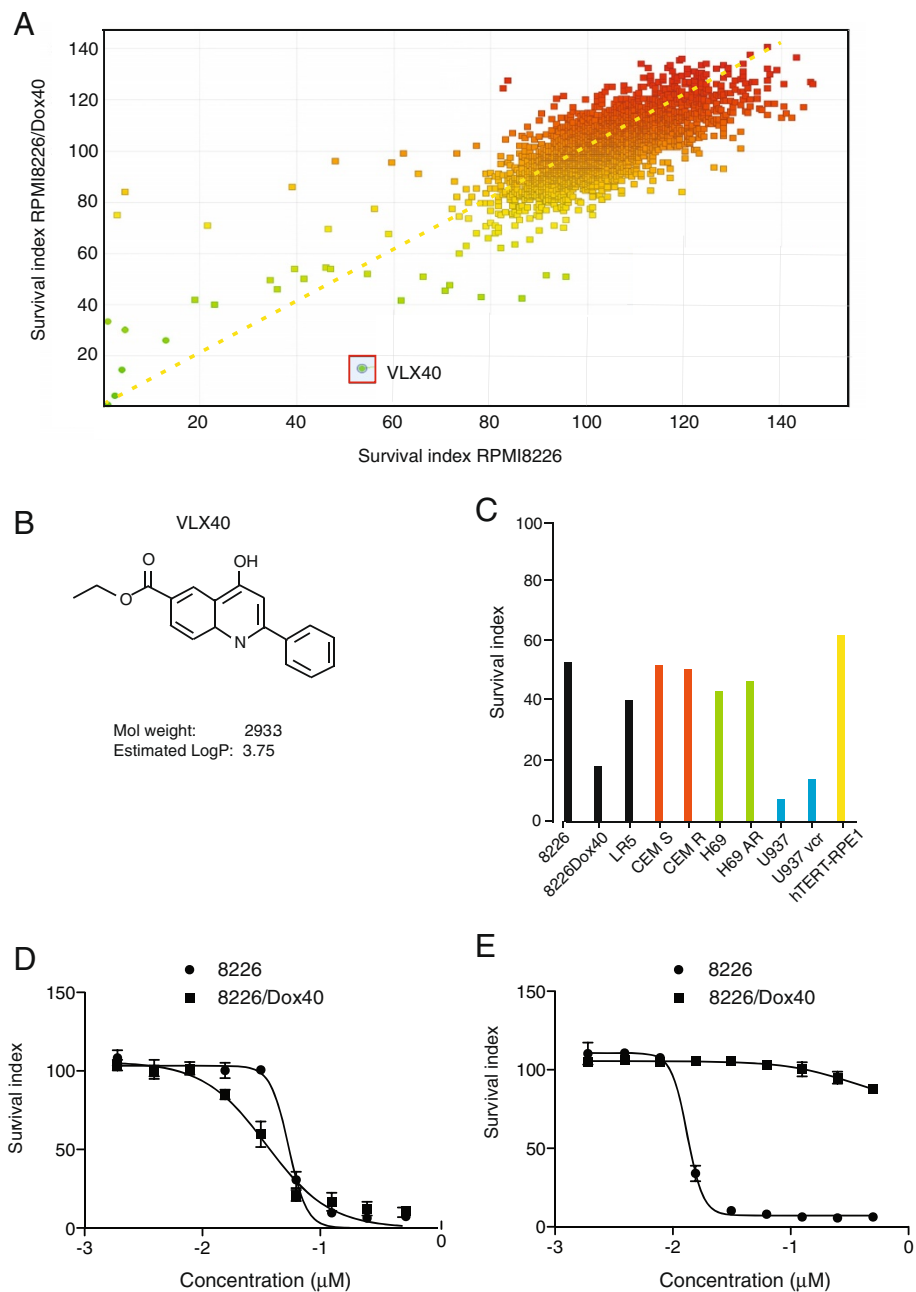 A
Survival index RPMI8226/Dox40
140
120
100
80
60
40
20
VLX40
20
40
60
80
100
120
140
Survival index RPMI8226
B
VLX40
O
O
OH
N
Mol weight: 2933
Estimated LogP: 3.75
C
Survival index
100
80
60
40
20
0
8226
8226Dox40
LR5
CEM S
CEM R
H69
H69 AR
U937
U937 vcr
hTERT-RPE1
D
8226
8226/Dox40
Survival index
150
100
50
0
-3
-2
-1
0
Concentration (μM)
E
8226
8226/Dox40
Survival index
150
100
50
0
-3
-2
-1
0
Concentration (μM)